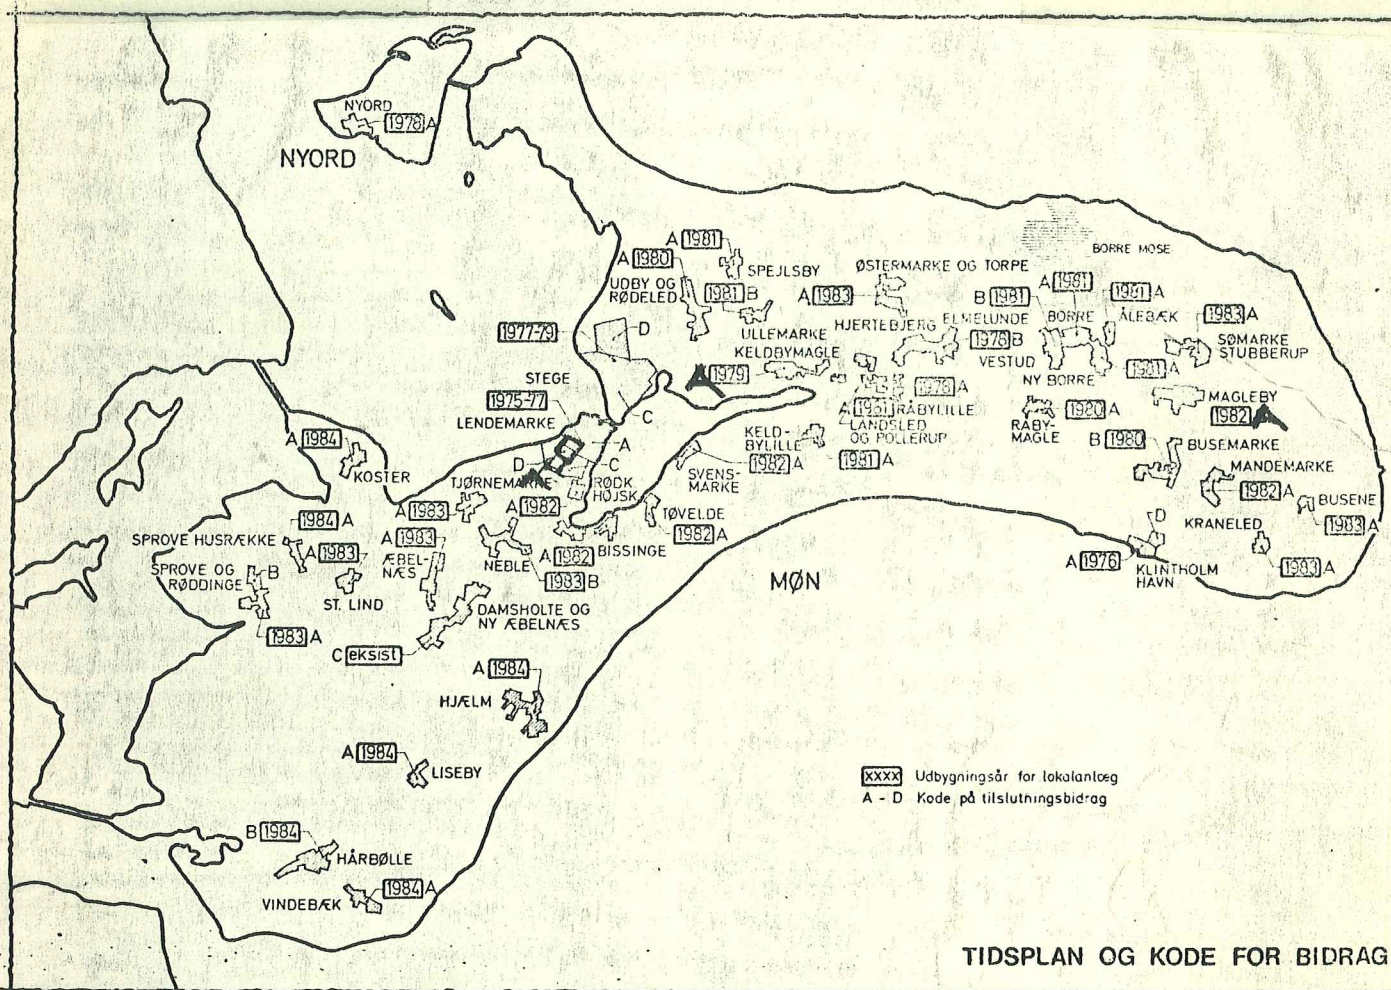 NYORD
1978 A
NYORD
A 1981
A 1980
SPEJLSBY
UDBY OG
RØDELED
1981 B
ULLEMARKE
KELDBYMAGLE
1979
ØSTERMARKE OG TORPE
A 1983
HJERTEBJERG
ELMELUNDE
1978 B
1978 A
A 1981
RÅBYLILLE
LANDSLED
OG POLLERUP
BORRE MOSE
A 1981
B 1981
BORRE
1981 A
ÅLEBÆK
VESTUD
NY BORRE
1981 A
1983 A
SØMARKE
STUBBERUP
MAGLEBY
1982
1980 A
RÅBY-
MAGLE
B 1980
BUSEMARKE
MANDEMARKE
1982 A
BUSENE
1983 A
KRANELED
1983 A
D
A 1976
KLINTHOLM
HAVN
1977-79
D
STEGE
1975-77
LENDEMARKE
C
A
C
D
KELD-
BYLILLE
1981 A
SVENS-
MARKE
1982 A
TØVELDE
1982 A
RØDK.
HØJSK.
A 1982
BISSINGE
A 1982
TJØRNEMARKE
A 1983
NEBLE
1983 B
A 1984
KOSTER
1984 A
SPROVE HUSRÆKKE
A 1983
ST. LIND
A 1983
ÆBEL-
NÆS
SPROVE OG
RØDDINGE
B
1983 A
DAMSHOLTE OG
NY ÆBELNÆS
C eksist
MØN
A 1984
HJÆLM
A 1984
LISEBY
B 1984
HÅRBØLLE
1984 A
VINDEBÆK
XXXX Udbygningsår for lokalanlæg
A - D Kode på tilslutningsbidrag
TIDSPLAN OG KODE FOR BIDRAG